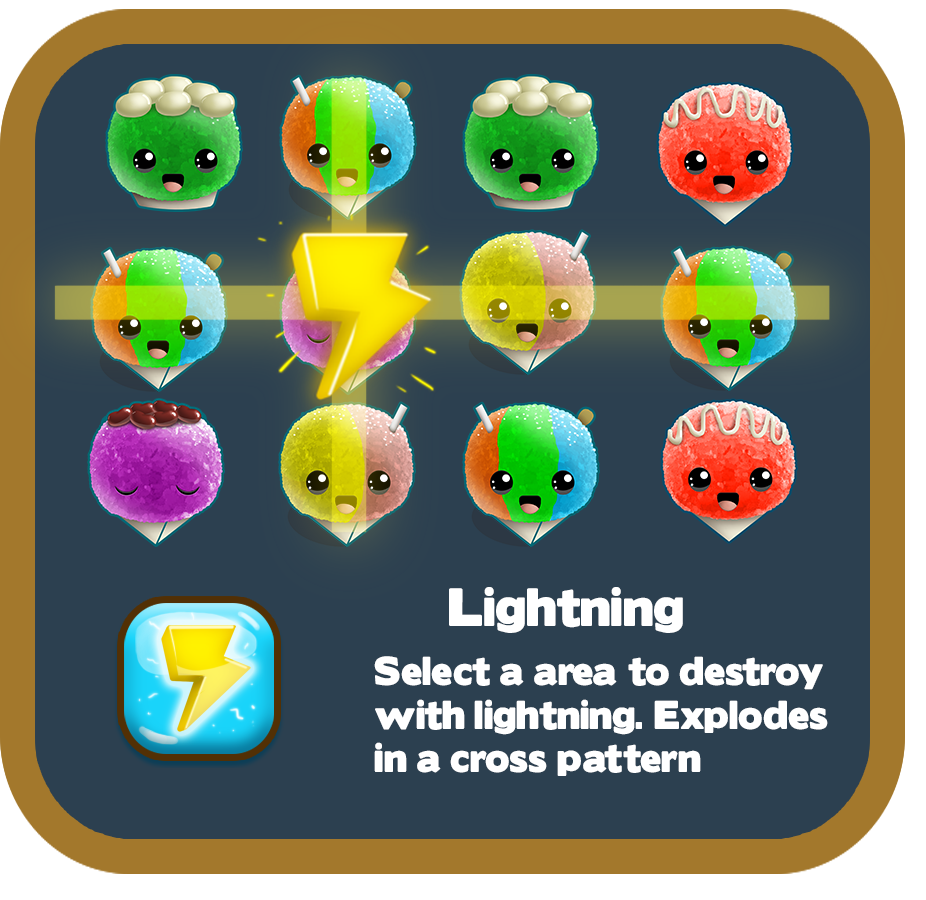 Lightning
Select a area to destroy
with lightning. Explodes
in a cross pattern